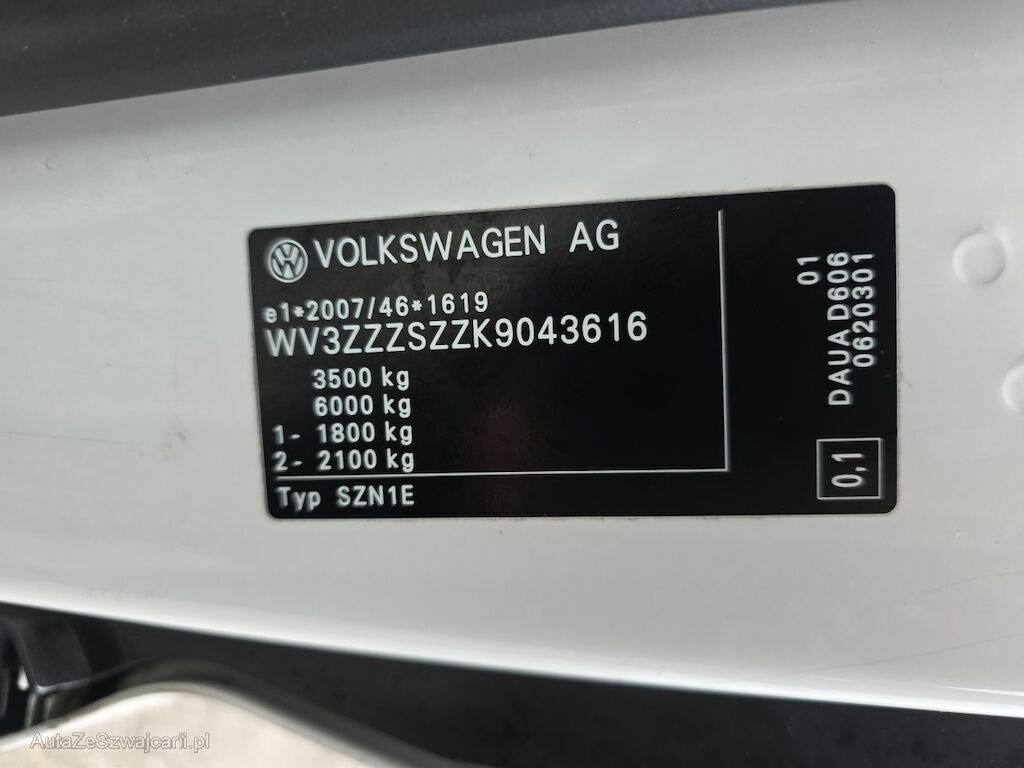 VOLKSWAGEN AG
e1*2007/46*1619
WV3ZZZSZZK9043616
3500 kg
6000 kg
1- 1800 kg
2- 2100 kg
Typ SZN1E
01
DAUA D606
0620301
0,1
AutaZeSzwajcarii.pl